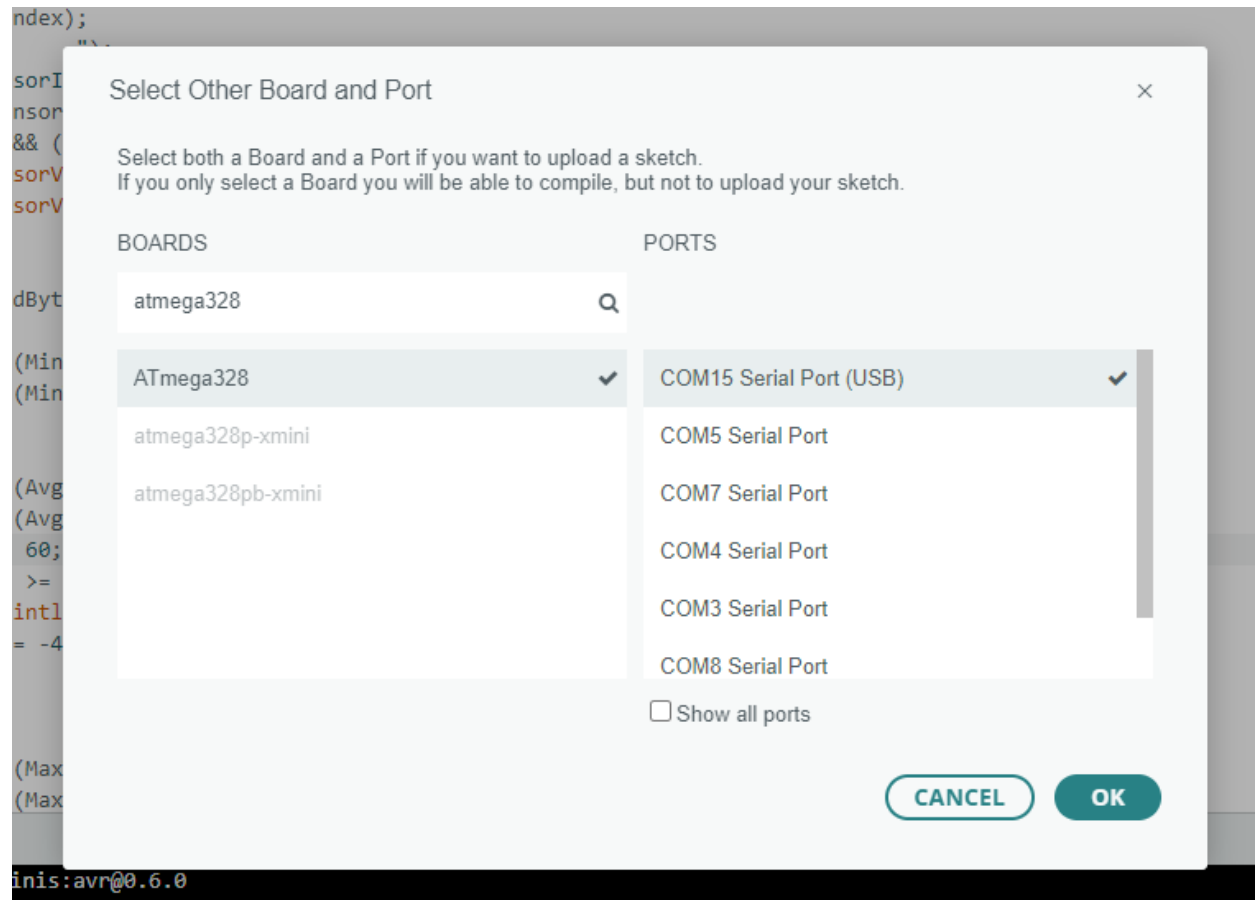 ndex);
");
sorI
nsor
&& (
sorV
sorV
dByt
(Min
(Min
(Avg
(Avg
60;
>=
intl
= -4
(Max
(Max
Select Other Board and Port
Select both a Board and a Port if you want to upload a sketch.
If you only select a Board you will be able to compile, but not to upload your sketch.
BOARDS
atmega328
ATmega328
atmega328p-xmini
atmega328pb-xmini
PORTS
COM15 Serial Port (USB)
COM5 Serial Port
COM7 Serial Port
COM4 Serial Port
COM3 Serial Port
COM8 Serial Port
Show all ports
CANCEL
OK
inis:avr@0.6.0